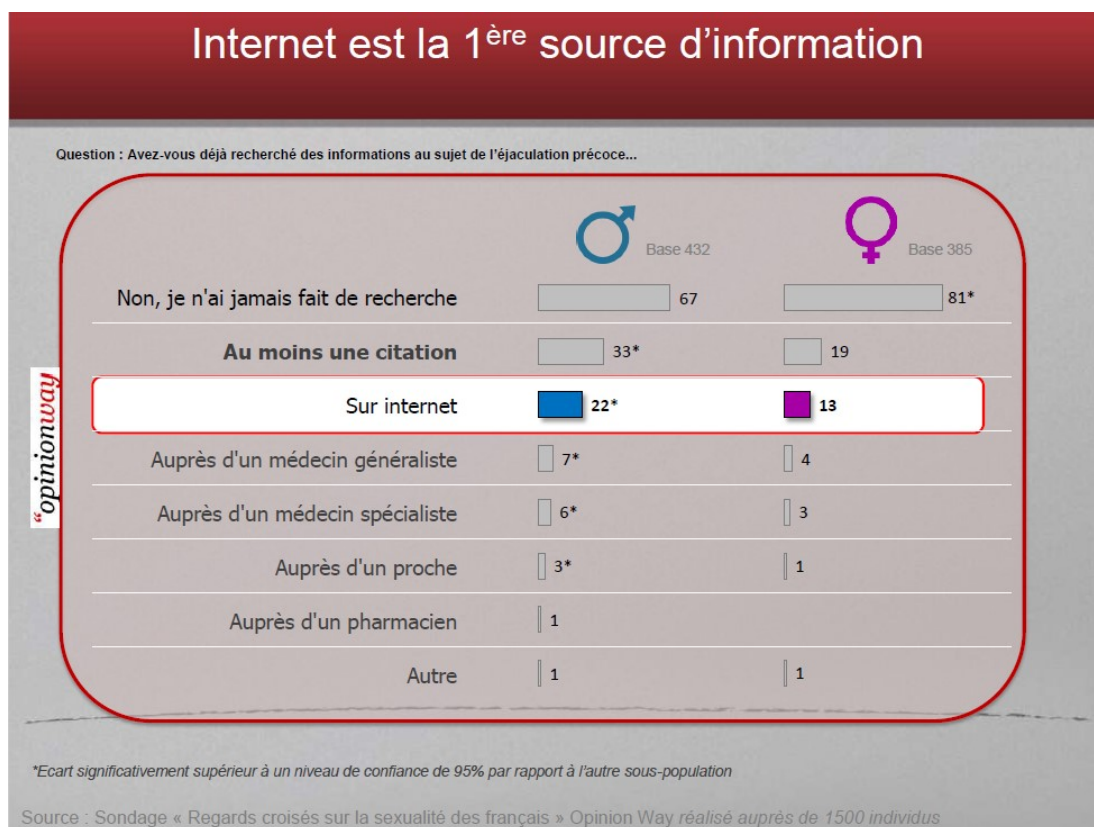 Internet est la 1ère source d’information
Question : Avez-vous déjà recherché des informations au sujet de l’éjaculation précoce...
Base 432 Base 385
Non, je n'ai jamais fait de recherche 67 81*
Au moins une citation 33* 19
Sur internet 22* 13
Auprès d'un médecin généraliste 7* 4
Auprès d'un médecin spécialiste 6* 3
Auprès d'un proche 3* 1
Auprès d'un pharmacien 1
Autre 1 1
“opinionway
*Ecart significativement supérieur à un niveau de confiance de 95% par rapport à l’autre sous-population
Source : Sondage « Regards croisés sur la sexualité des français » Opinion Way réalisé auprès de 1500 individus